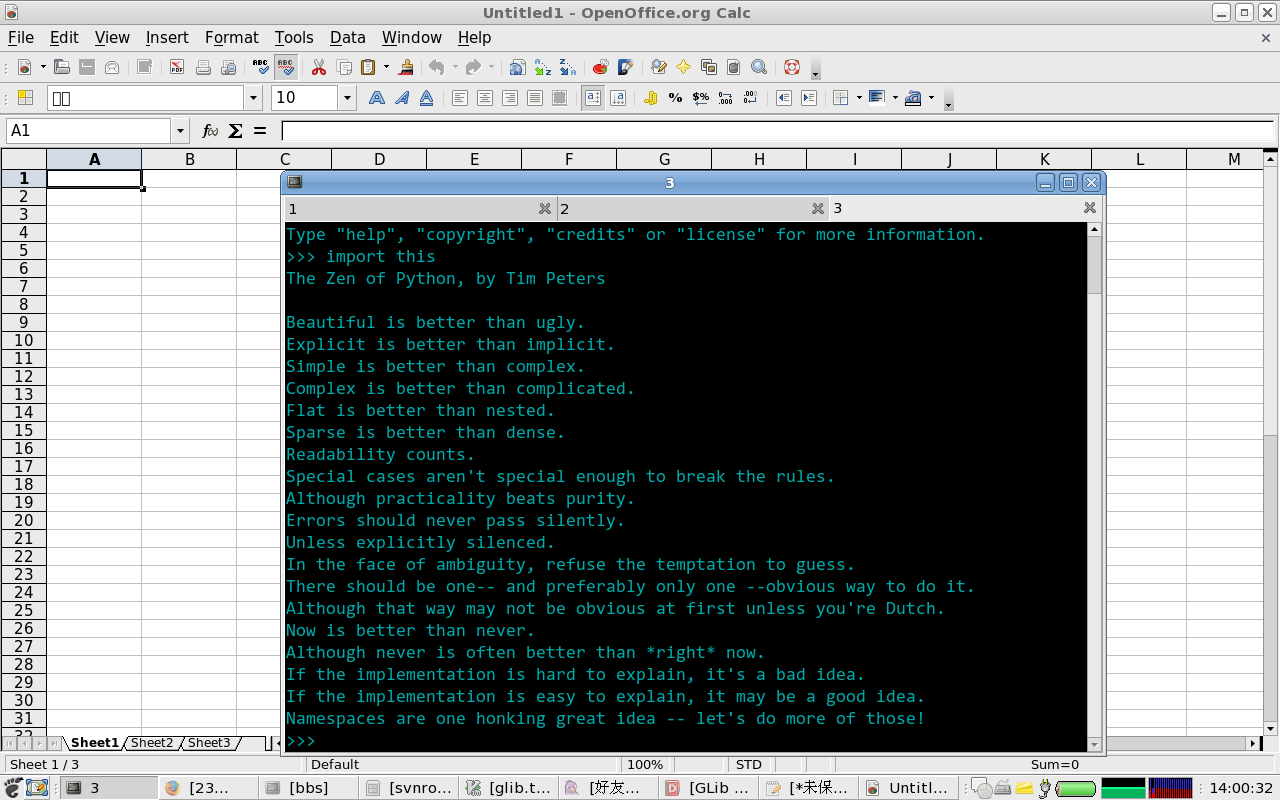 Untitled1 - OpenOffice.org Calc
File Edit View Insert Format Tools Data Window Help
10
A1
A B C D E F G H I J K L M
1
2
3
4
5
6
7
8
9
10
11
12
13
14
15
16
17
18
19
20
21
22
23
24
25
26
27
28
29
30
31
32
3
1 2 3
Type "help", "copyright", "credits" or "license" for more information.
>>> import this
The Zen of Python, by Tim Peters
Beautiful is better than ugly.
Explicit is better than implicit.
Simple is better than complex.
Complex is better than complicated.
Flat is better than nested.
Sparse is better than dense.
Readability counts.
Special cases aren't special enough to break the rules.
Although practicality beats purity.
Errors should never pass silently.
Unless explicitly silenced.
In the face of ambiguity, refuse the temptation to guess.
There should be one-- and preferably only one --obvious way to do it.
Although that way may not be obvious at first unless you're Dutch.
Now is better than never.
Although never is often better than *right* now.
If the implementation is hard to explain, it's a bad idea.
If the implementation is easy to explain, it may be a good idea.
Namespaces are one honking great idea -- let's do more of those!
>>>
Sheet1 Sheet2 Sheet3
Sheet 1 / 3 Default 100% STD Sum=0
3 [23... [bbs] [svnro... [glib.t... [好友... [GLib ... [*未保... Untitl... 14:00:32